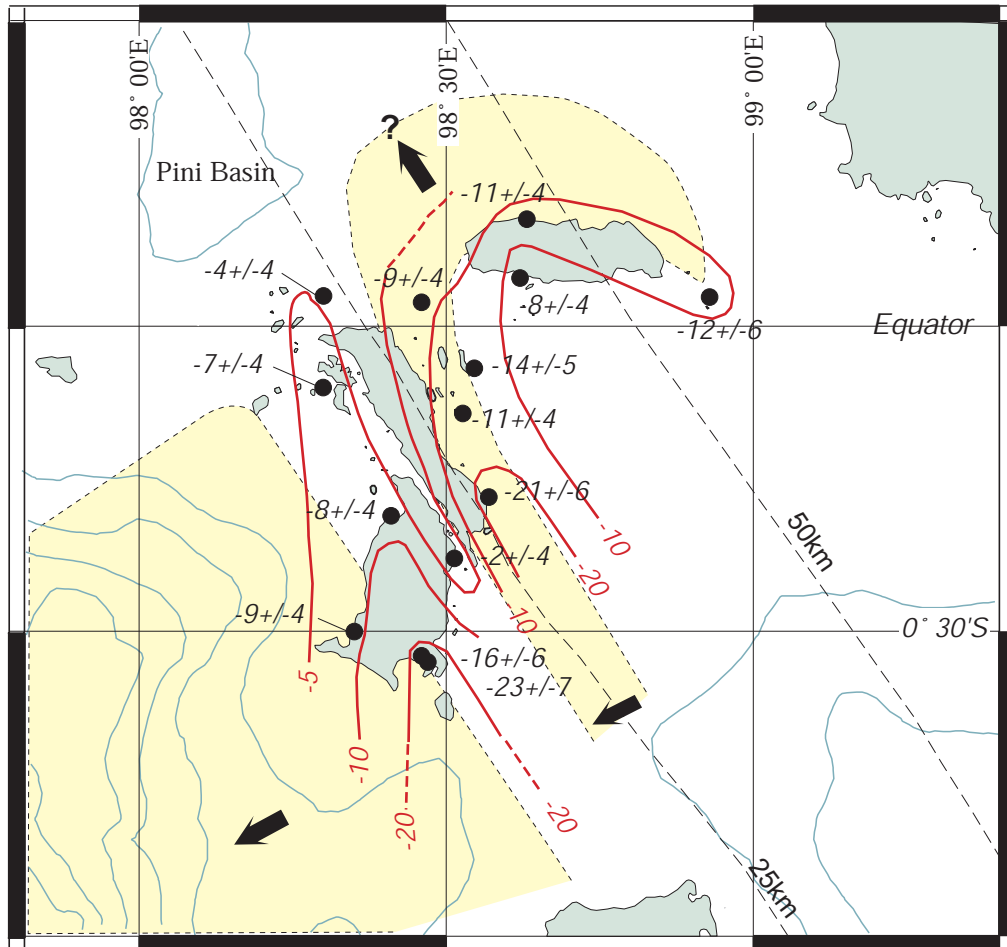 98° 00'E
98° 30'E
99° 00'E
?
Pini Basin
-11+/-4
-4+/-4
-9+/-4
-8+/-4
-12+/-6
Equator
-7+/-4
-14+/-5
-11+/-4
-21+/-6
-8+/-4
-10
50km
-2+/-4
-20
-10
-9+/-4
0° 30'S
-16+/-6
-5
-23+/-7
-10
-20
-20
25km